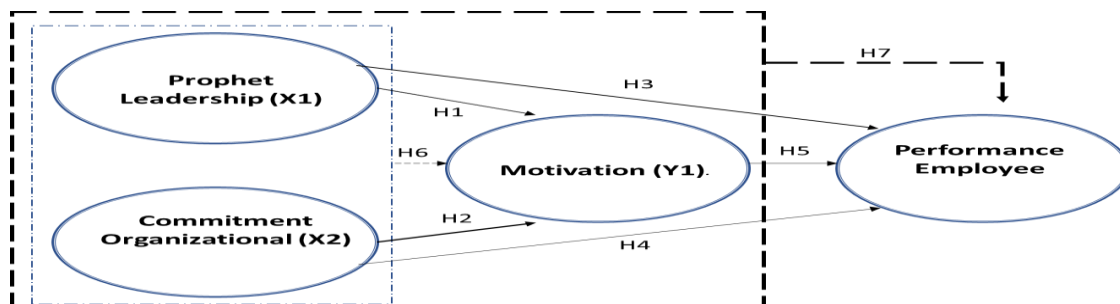 Prophet
Leadership (X1)
H1
H3
H7
H6
Motivation (Y1).
H5
Performance
Employee
Commitment
Organizational (X2)
H2
H4